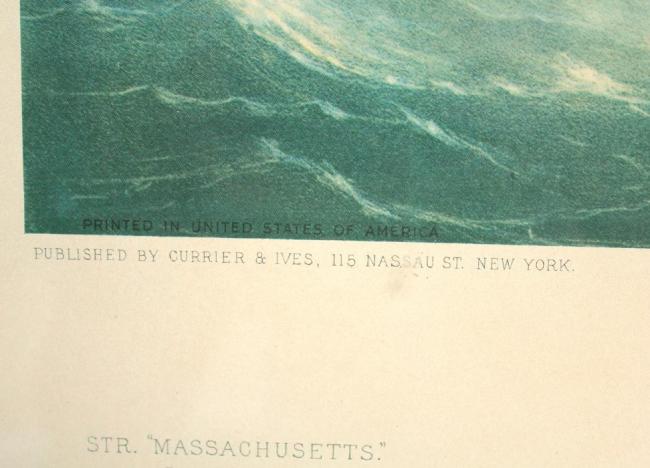 PRINTED IN UNITED STATES OF AMERICA
PUBLISHED BY CURRIER & IVES, 115 NASSAU ST. NEW YORK.
STR. "MASSACHUSETTS."